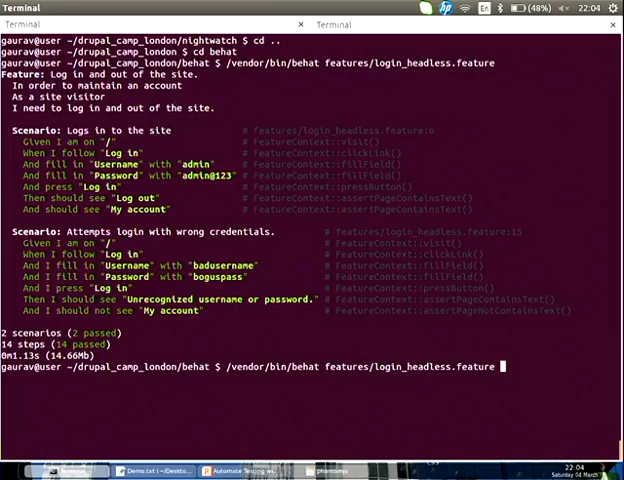 Terminal
En (48%) 22:04
Terminal × Terminal ×
gaurav@user ~/drupal_camp_london/nightwatch $ cd ..
gaurav@user ~/drupal_camp_london $ cd behat
gaurav@user ~/drupal_camp_london/behat $ /vendor/bin/behat features/login_headless.feature
Feature: Log in and out of the site.
In order to maintain an account
As a site visitor
I need to log in and out of the site.
Scenario: Logs in to the site # features/login_headless.feature:6
Given I am on "/" # FeatureContext::visit()
When I follow "Log in" # FeatureContext::clickLink()
And fill in "Username" with "admin" # FeatureContext::fillField()
And fill in "Password" with "admin@123" # FeatureContext::fillField()
And press "Log in" # FeatureContext::pressButton()
Then should see "Log out" # FeatureContext::assertPageContainsText()
And should see "My account" # FeatureContext::assertPageContainsText()
Scenario: Attempts login with wrong credentials. # features/login_headless.feature:15
Given I am on "/" # FeatureContext::visit()
When I follow "Log in" # FeatureContext::clickLink()
And I fill in "Username" with "badusername" # FeatureContext::fillField()
And I fill in "Password" with "boguspass" # FeatureContext::fillField()
And I press "Log in" # FeatureContext::pressButton()
Then I should see "Unrecognized username or password." # FeatureContext::assertPageContainsText()
And I should not see "My account" # FeatureContext::assertPageNotContainsText()
2 scenarios (2 passed)
14 steps (14 passed)
0m1.13s (14.66Mb)
gaurav@user ~/drupal_camp_london/behat $ /vendor/bin/behat features/login_headless.feature
Terminal Demo.txt (~/Deskto... Automate Testing wi... phantomjs 22:04
Saturday 04 March